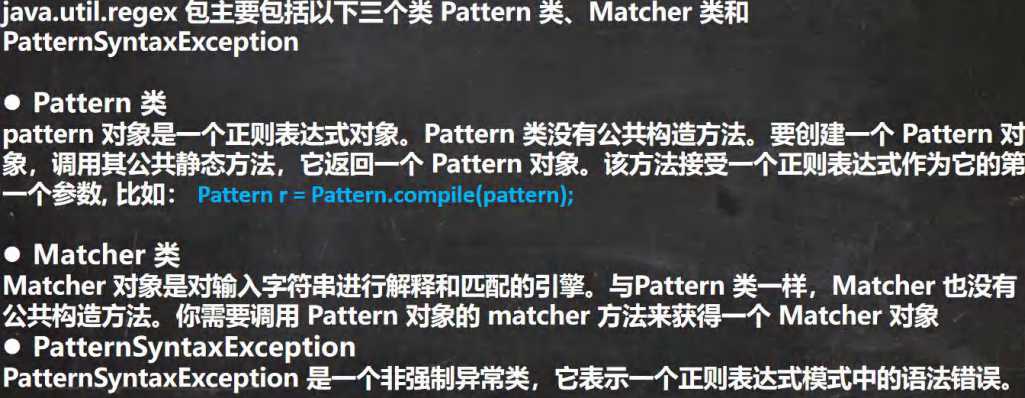 java.util.regex 包主要包括以下三个类 Pattern 类、Matcher 类和
PatternSyntaxException
● Pattern 类
pattern 对象是一个正则表达式对象。Pattern 类没有公共构造方法。要创建一个 Pattern 对
象，调用其公共静态方法，它返回一个 Pattern 对象。该方法接受一个正则表达式作为它的第
一个参数, 比如： Pattern r = Pattern.compile(pattern);
● Matcher 类
Matcher 对象是对输入字符串进行解释和匹配的引擎。与Pattern 类一样，Matcher 也没有
公共构造方法。你需要调用 Pattern 对象的 matcher 方法来获得一个 Matcher 对象
● PatternSyntaxException
PatternSyntaxException 是一个非强制异常类，它表示一个正则表达式模式中的语法错误。